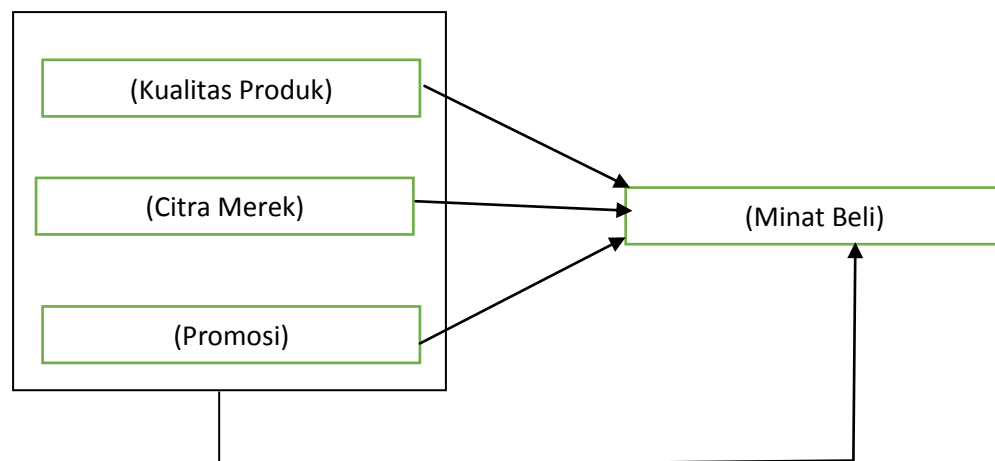 (Kualitas Produk)
(Citra Merek)
(Minat Beli)
(Promosi)